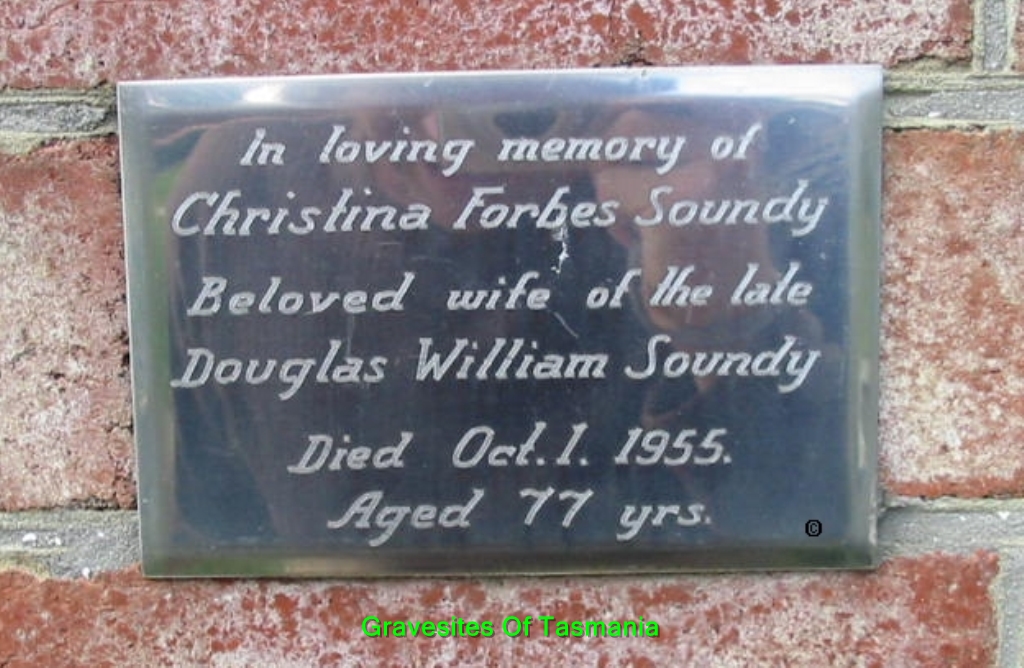 In loving memory of
Christina Forbes Soundy
Beloved wife of the late
Douglas William Soundy
Died Oct. 1. 1955.
Aged 77 yrs.
©
Gravesites Of Tasmania